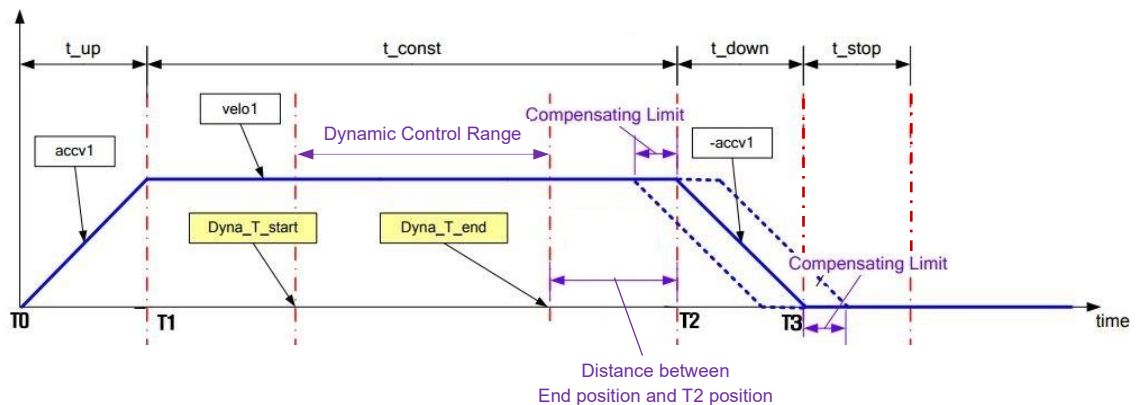 t_up
t_const
t_down
t_stop
velo1
Compensating Limit
accv1
Dynamic Control Range
-accv1
Dyna_T_start
Dyna_T_end
Compensating Limit
T0
T1
T2
T3
time
Distance between
End position and T2 position